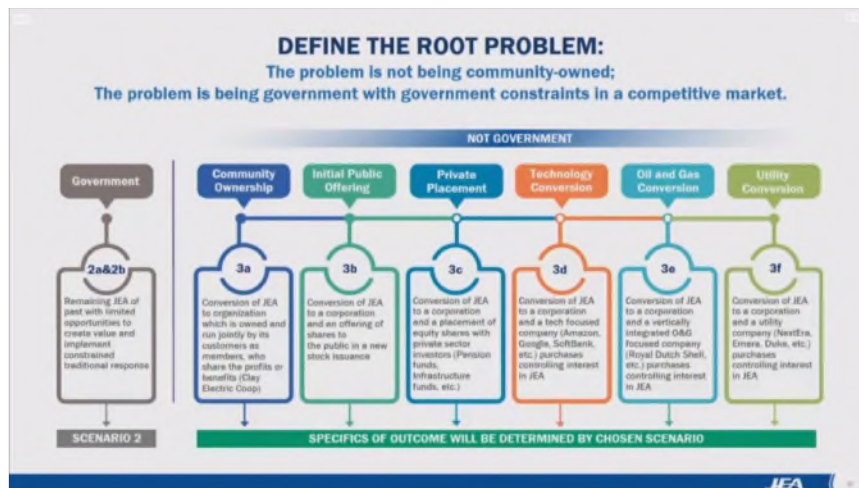 DEFINE THE ROOT PROBLEM:
The problem is not being community-owned;
The problem is being government with government constraints in a competitive market.
NOT GOVERNMENT
Government
2a&2b
Remaining JEA of
past with limited
opportunities to
create value and
implement
constrained
traditional response
SCENARIO 2
Community
Ownership
3a
Conversion of JEA
to organization
which is owned and
run jointly by its
customers as
members, who
share the profits or
benefits (Clay
Electric Coop)
Initial Public
Offering
3b
Conversion of JEA
to a corporation
and an offering of
shares to
the public in a new
stock issuance
Private
Placement
3c
Conversion of JEA
to a corporation
and a placement of
equity shares with
private sector
investors (Pension
funds,
Infrastructure
funds, etc.)
Technology
Conversion
3d
Conversion of JEA
to a corporation
and a tech focused
company (Amazon,
Google, SoftBank,
etc.) purchases
controlling interest
in JEA
Oil and Gas
Conversion
3e
Conversion of JEA
to a corporation
and a vertically
integrated O&G
focused company
(Royal Dutch Shell,
etc.) purchases
controlling interest
in JEA
Utility
Conversion
3f
Conversion of JEA
to a corporation
and a utility
company (NextEra,
Emera, Duke, etc.)
purchases
controlling interest
in JEA
SPECIFICS OF OUTCOME WILL BE DETERMINED BY CHOSEN SCENARIO
JEA